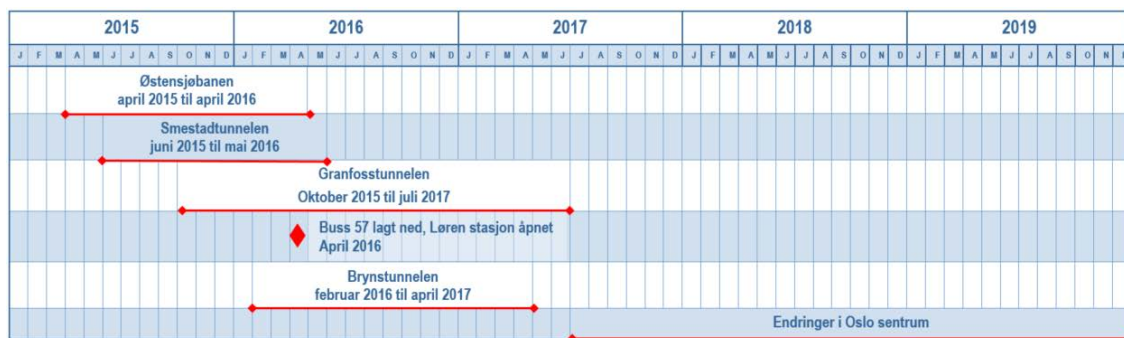 2015 2016 2017 2018 2019
J F M A M J J A S O N D J F M A M J J A S O N D J F M A M J J A S O N D J F M A M J J A S O N D J F M A M J J A S O N D
Østensjøbanen
april 2015 til april 2016
Smestadtunnelen
juni 2015 til mai 2016
Granfosstunnelen
Oktober 2015 til juli 2017
Buss 57 lagt ned, Løren stasjon åpnet
April 2016
Brynstunnelen
februar 2016 til april 2017
Endringer i Oslo sentrum